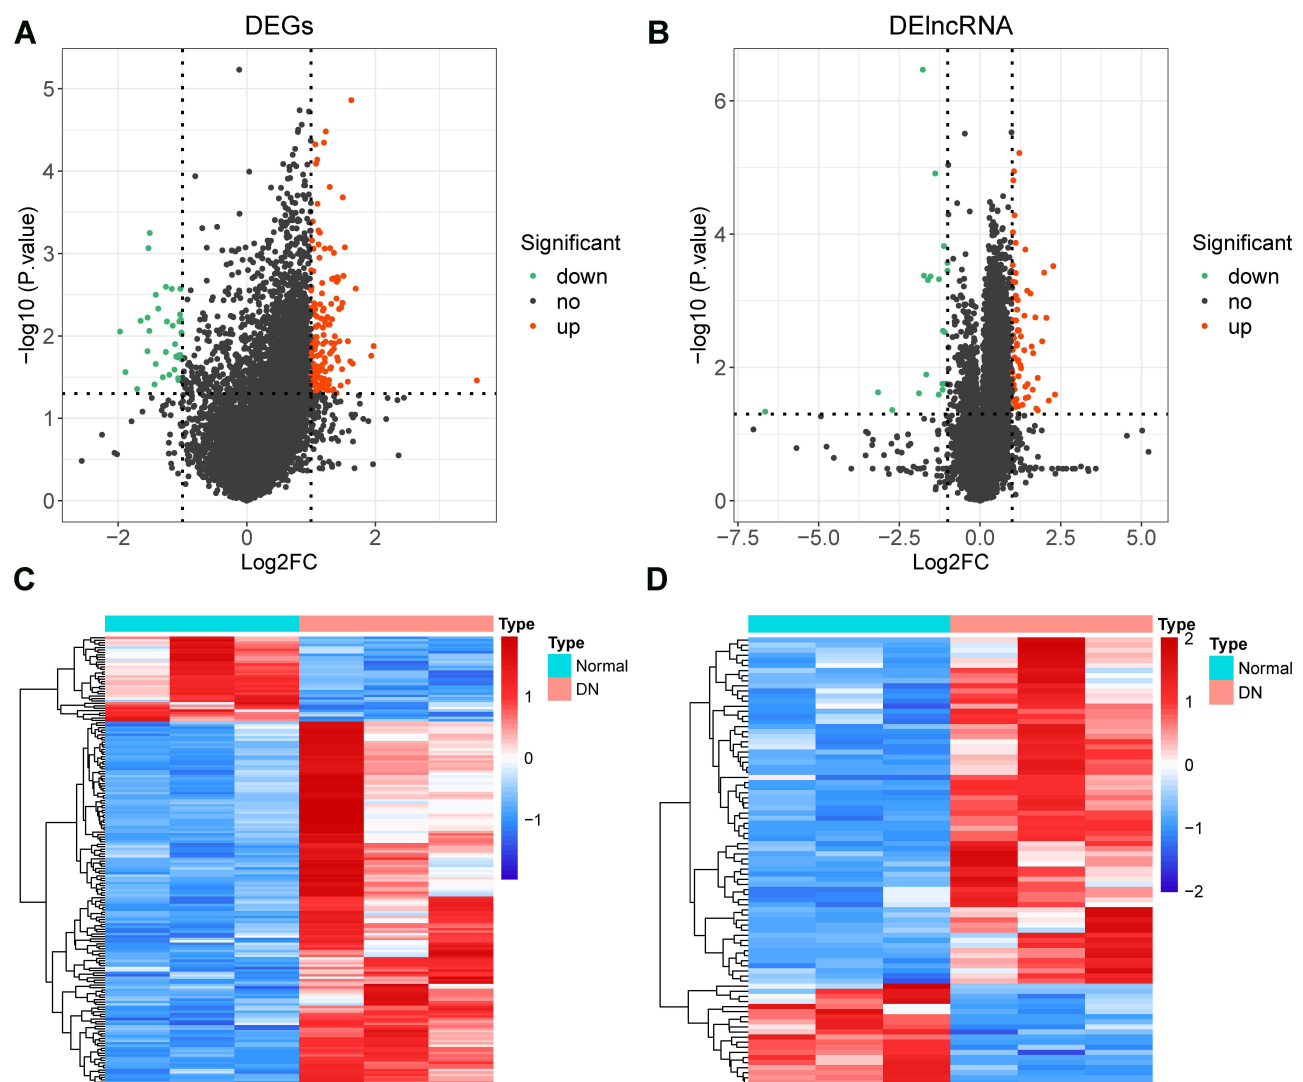 A
DEGs
−log10 (P.value)
5
4
3
2
1
0
−2
0
2
Log2FC
Significant
down
no
up
B
DElncRNA
−log10 (P.value)
6
4
2
0
−7.5
−5.0
−2.5
0.0
2.5
5.0
Log2FC
Significant
down
no
up
C
Type
1
0
−1
Type
Normal
DN
D
Type
2
1
0
−1
−2
Type
Normal
DN